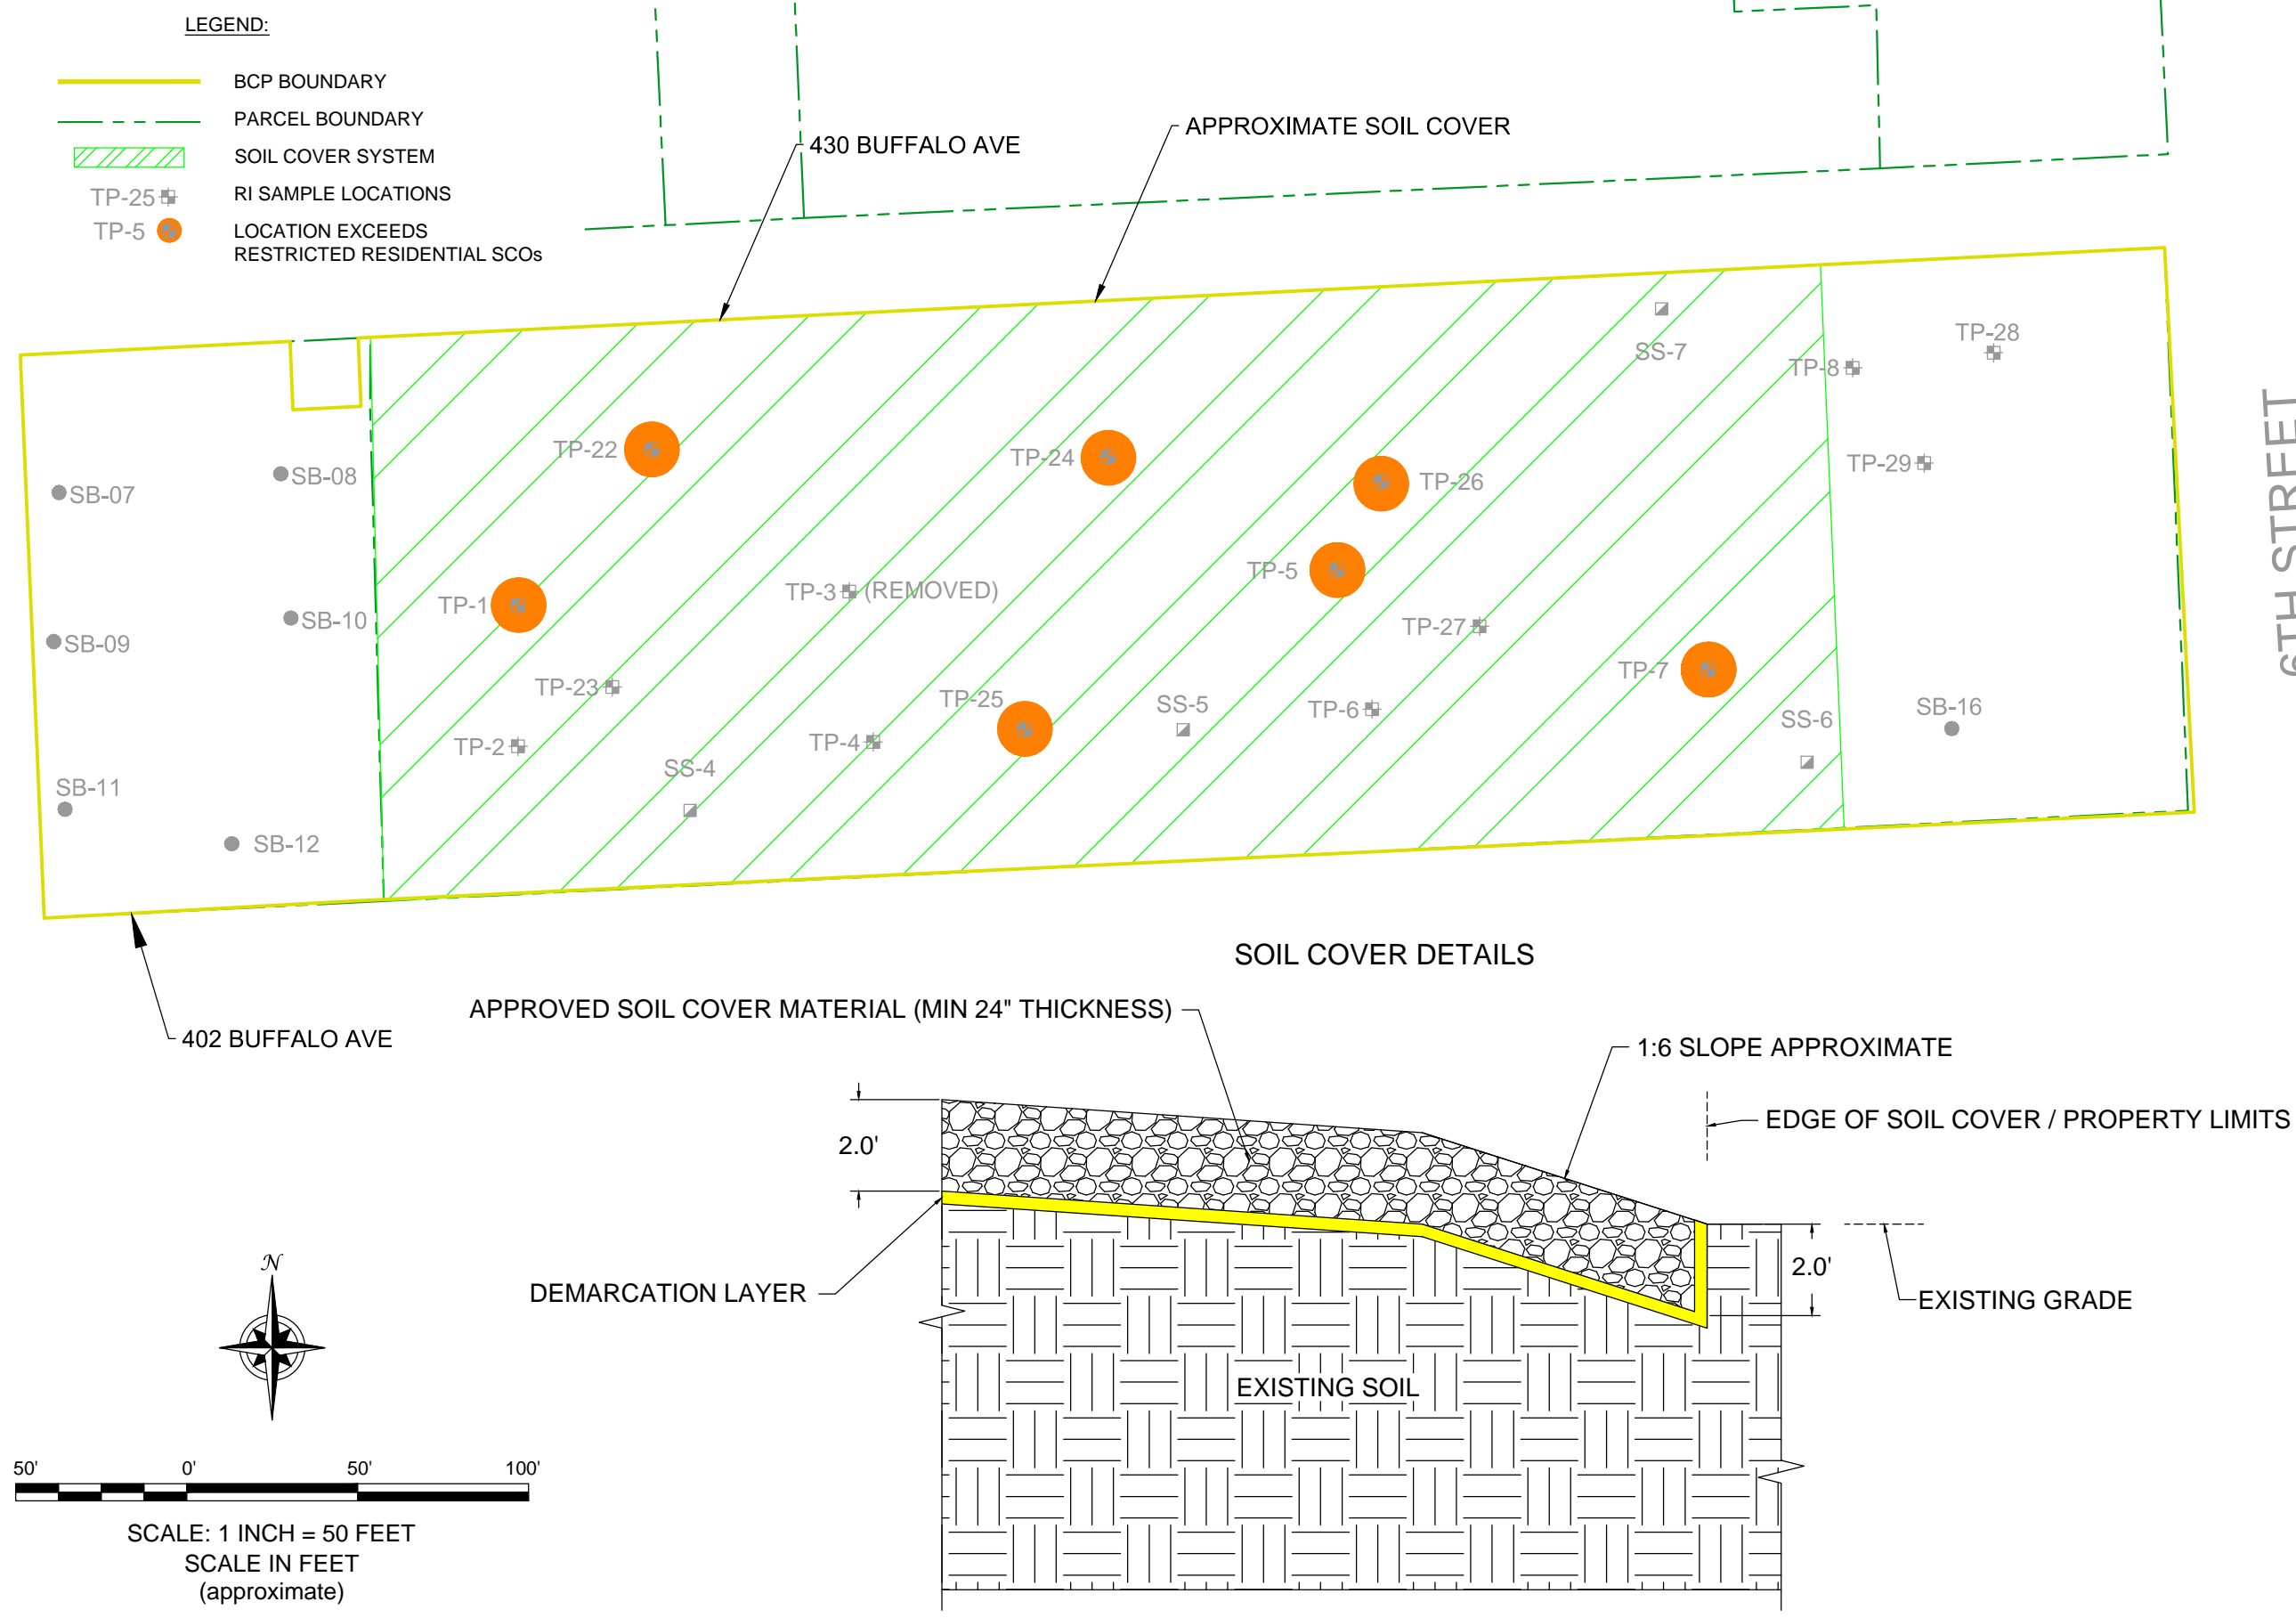 LEGEND:
BCP BOUNDARY
PARCEL BOUNDARY
SOIL COVER SYSTEM
TP-25 RI SAMPLE LOCATIONS
TP-5 LOCATION EXCEEDS
RESTRICTED RESIDENTIAL SCOs
430 BUFFALO AVE
APPROXIMATE SOIL COVER
SS-7
TP-28
TP-8
TP-22
TP-24
TP-26
TP-29
SB-07
SB-08
6TH STREET
TP-1
TP-3 (REMOVED)
TP-5
SB-09
SB-10
TP-27
TP-7
TP-23
TP-25
SS-5
TP-6
SS-6
SB-16
TP-2
TP-4
SS-4
SB-11
SB-12
402 BUFFALO AVE
SOIL COVER DETAILS
APPROVED SOIL COVER MATERIAL (MIN 24" THICKNESS)
1:6 SLOPE APPROXIMATE
EDGE OF SOIL COVER / PROPERTY LIMITS
2.0'
2.0'
DEMARCATION LAYER
EXISTING GRADE
EXISTING SOIL
N
50' 0' 50' 100'
SCALE: 1 INCH = 50 FEET
SCALE IN FEET
(approximate)